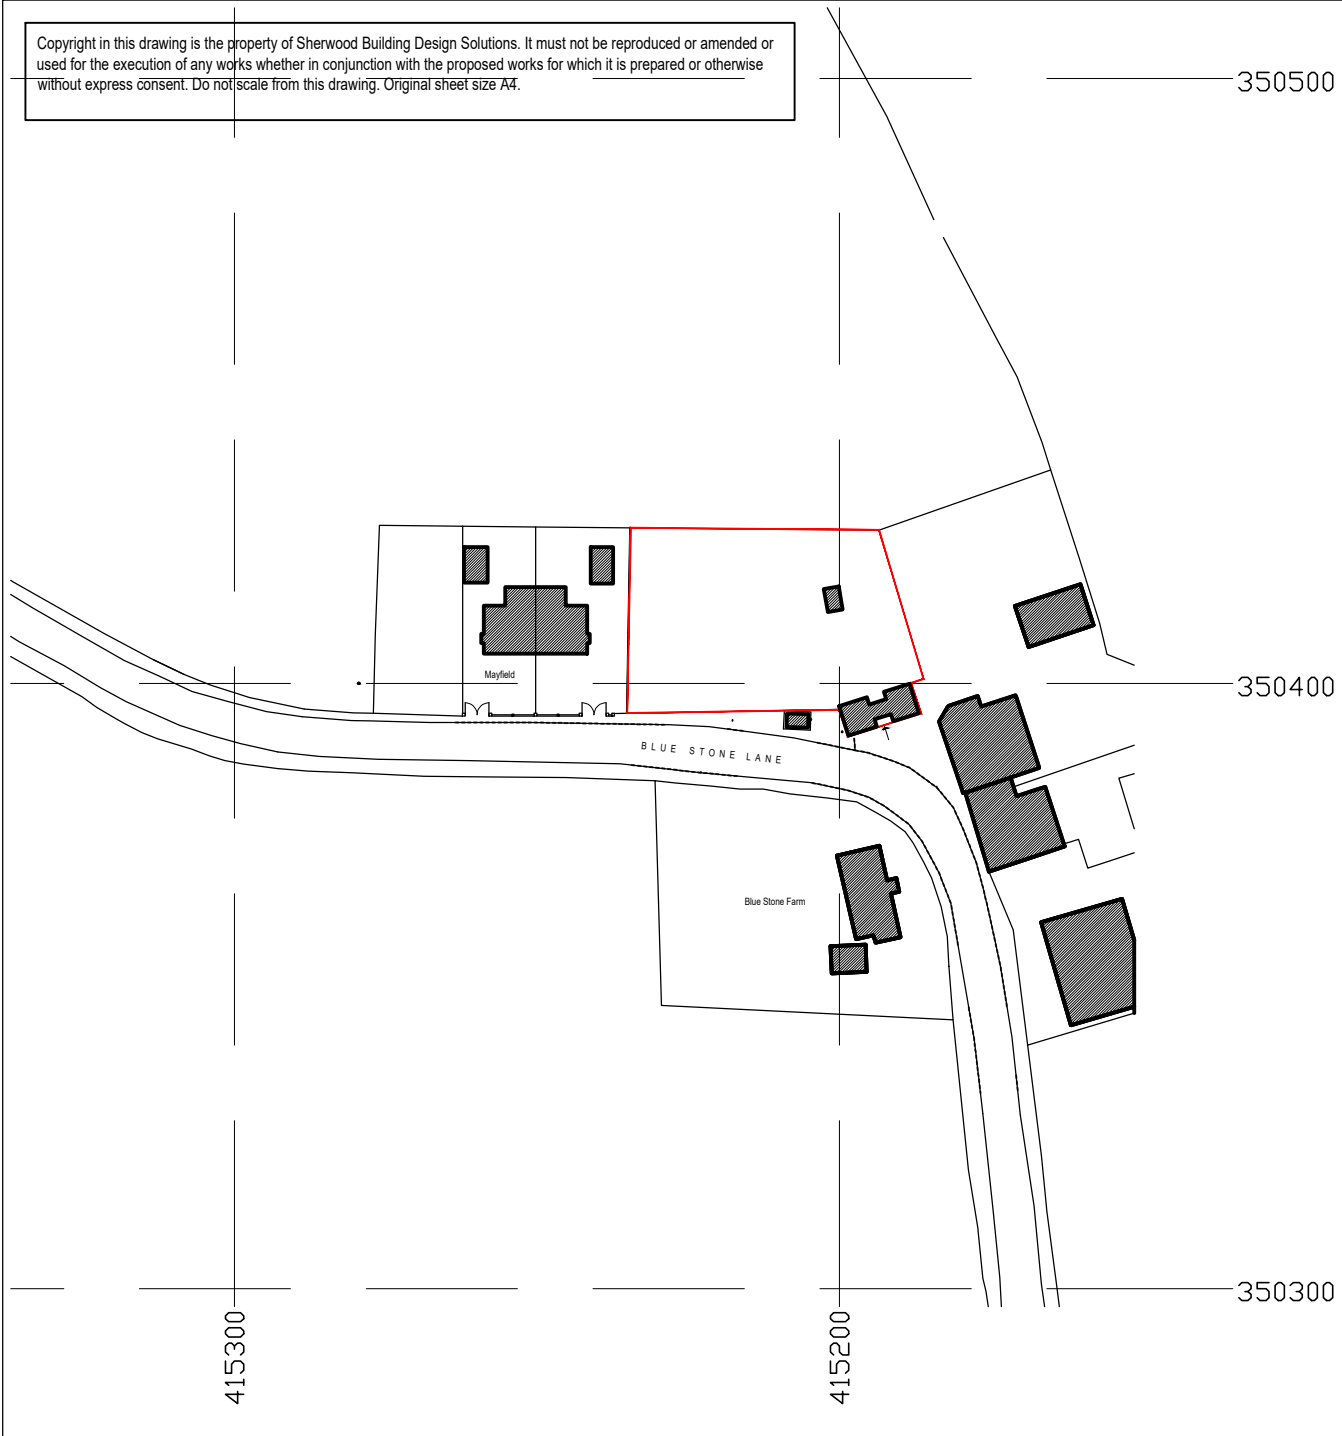 Copyright in this drawing is the property of Sherwood Building Design Solutions. It must not be reproduced or amended or
used for the execution of any works whether in conjunction with the proposed works for which it is prepared or otherwise
without express consent. Do not scale from this drawing. Original sheet size A4.
350500
Mayfield
350400
BLUE STONE LANE
Blue Stone Farm
350300
415300
415200